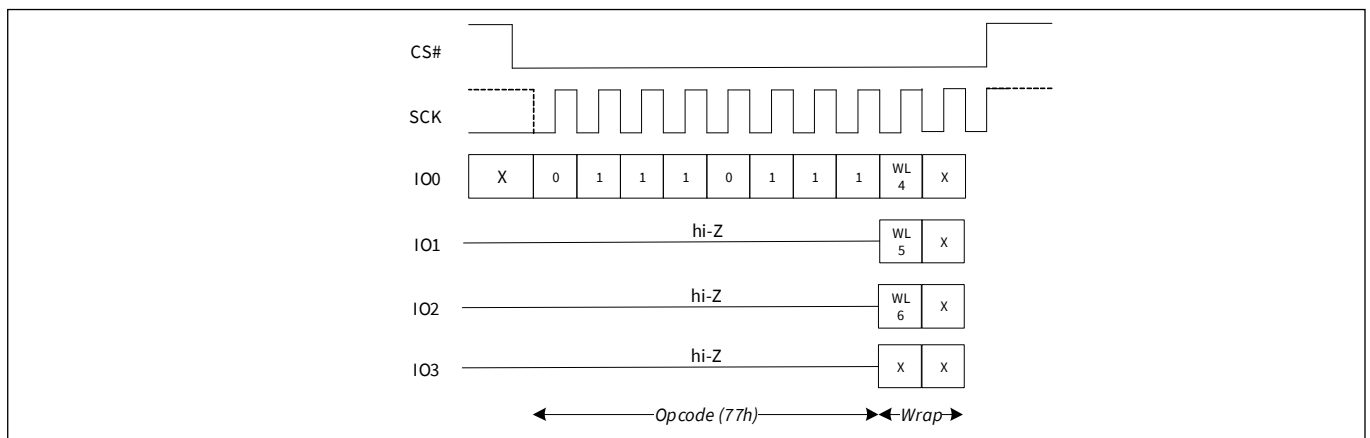 CS#
SCK
IO0 X 0 1 1 1 0 1 1 1 WL 4 X
IO1 hi-Z WL 5 X
IO2 hi-Z WL 6 X
IO3 hi-Z X X
Opcode (77h) Wrap